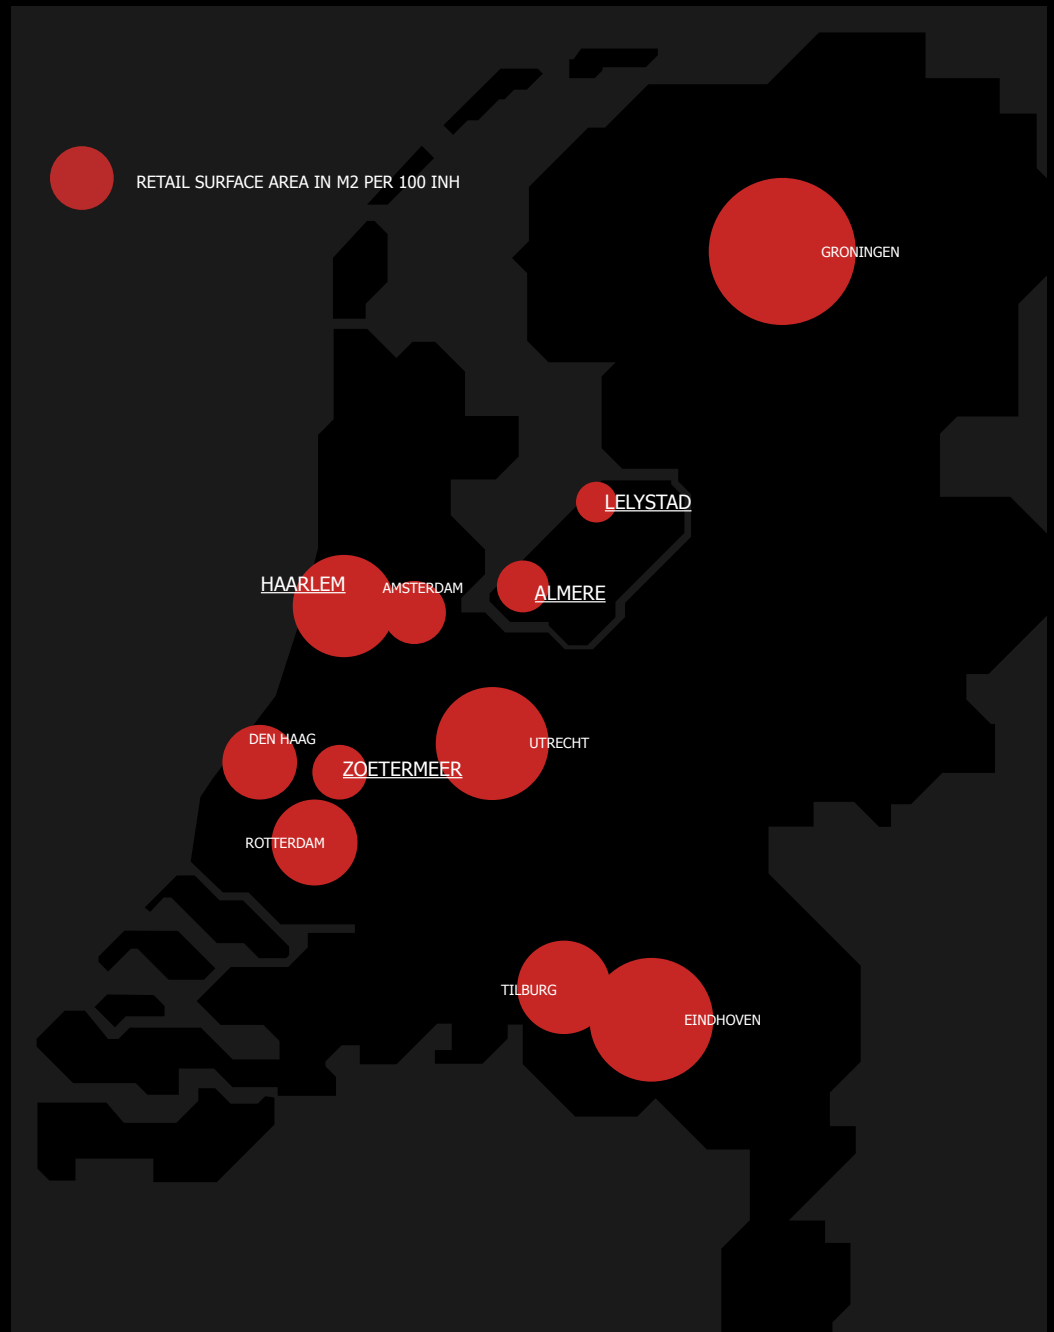 RETAIL SURFACE AREA IN M2 PER 100 INH
GRONINGEN
LELYSTAD
HAARLEM
AMSTERDAM
ALMERE
DEN HAAG
UTRECHT
ZOETERMEER
ROTTERDAM
TILBURG
EINDHOVEN